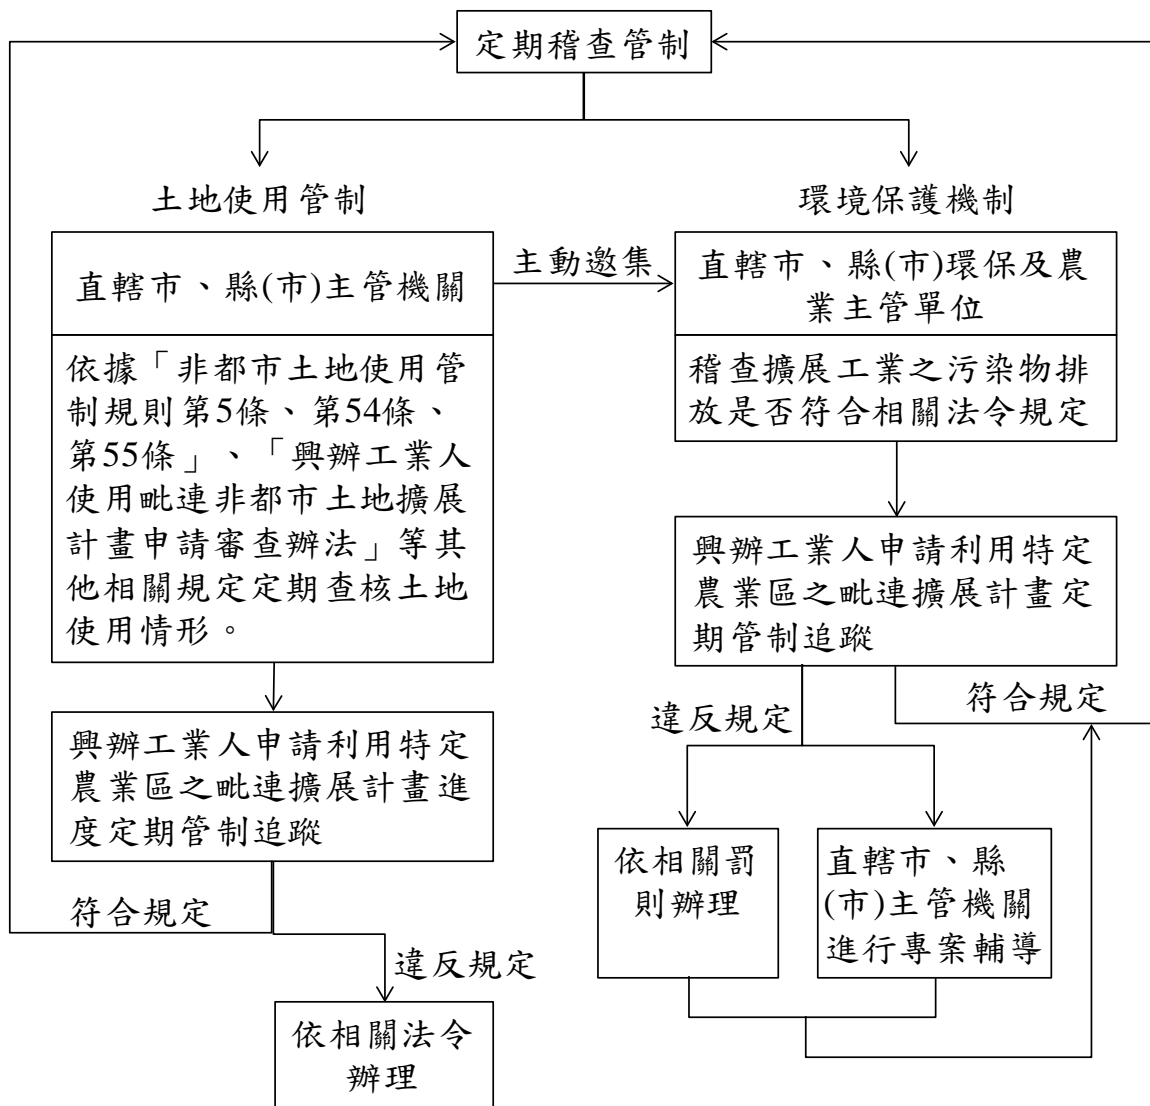 定期稽查管制
土地使用管制
環境保護機制
直轄市、縣(市)主管機關
主動邀集
直轄市、縣(市)環保及農
業主管單位
依據「非都市土地使用管
制規則第5條、第54條、
第55條」、「興辦工業人
使用毗連非都市土地擴展
計畫申請審查辦法」等其
他相關規定定期查核土地
使用情形。
稽查擴展工業之污染物排
放是否符合相關法令規定
興辦工業人申請利用特定
農業區之毗連擴展計畫定
期管制追蹤
興辦工業人申請利用特定
農業區之毗連擴展計畫進
度定期管制追蹤
違反規定
符合規定
依相關罰
則辦理
直轄市、縣
(市)主管機關
進行專案輔導
符合規定
違反規定
依相關法令
辦理